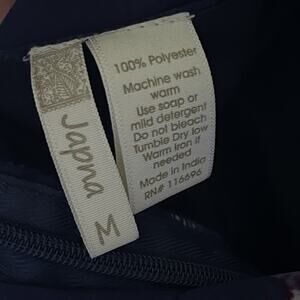 Japna
M
100% Polyester
Machine wash
warm
Use soap or
mild detergent
Do not bleach
Tumble Dry low
Warm Iron if
needed
Made in India
RN# 116696